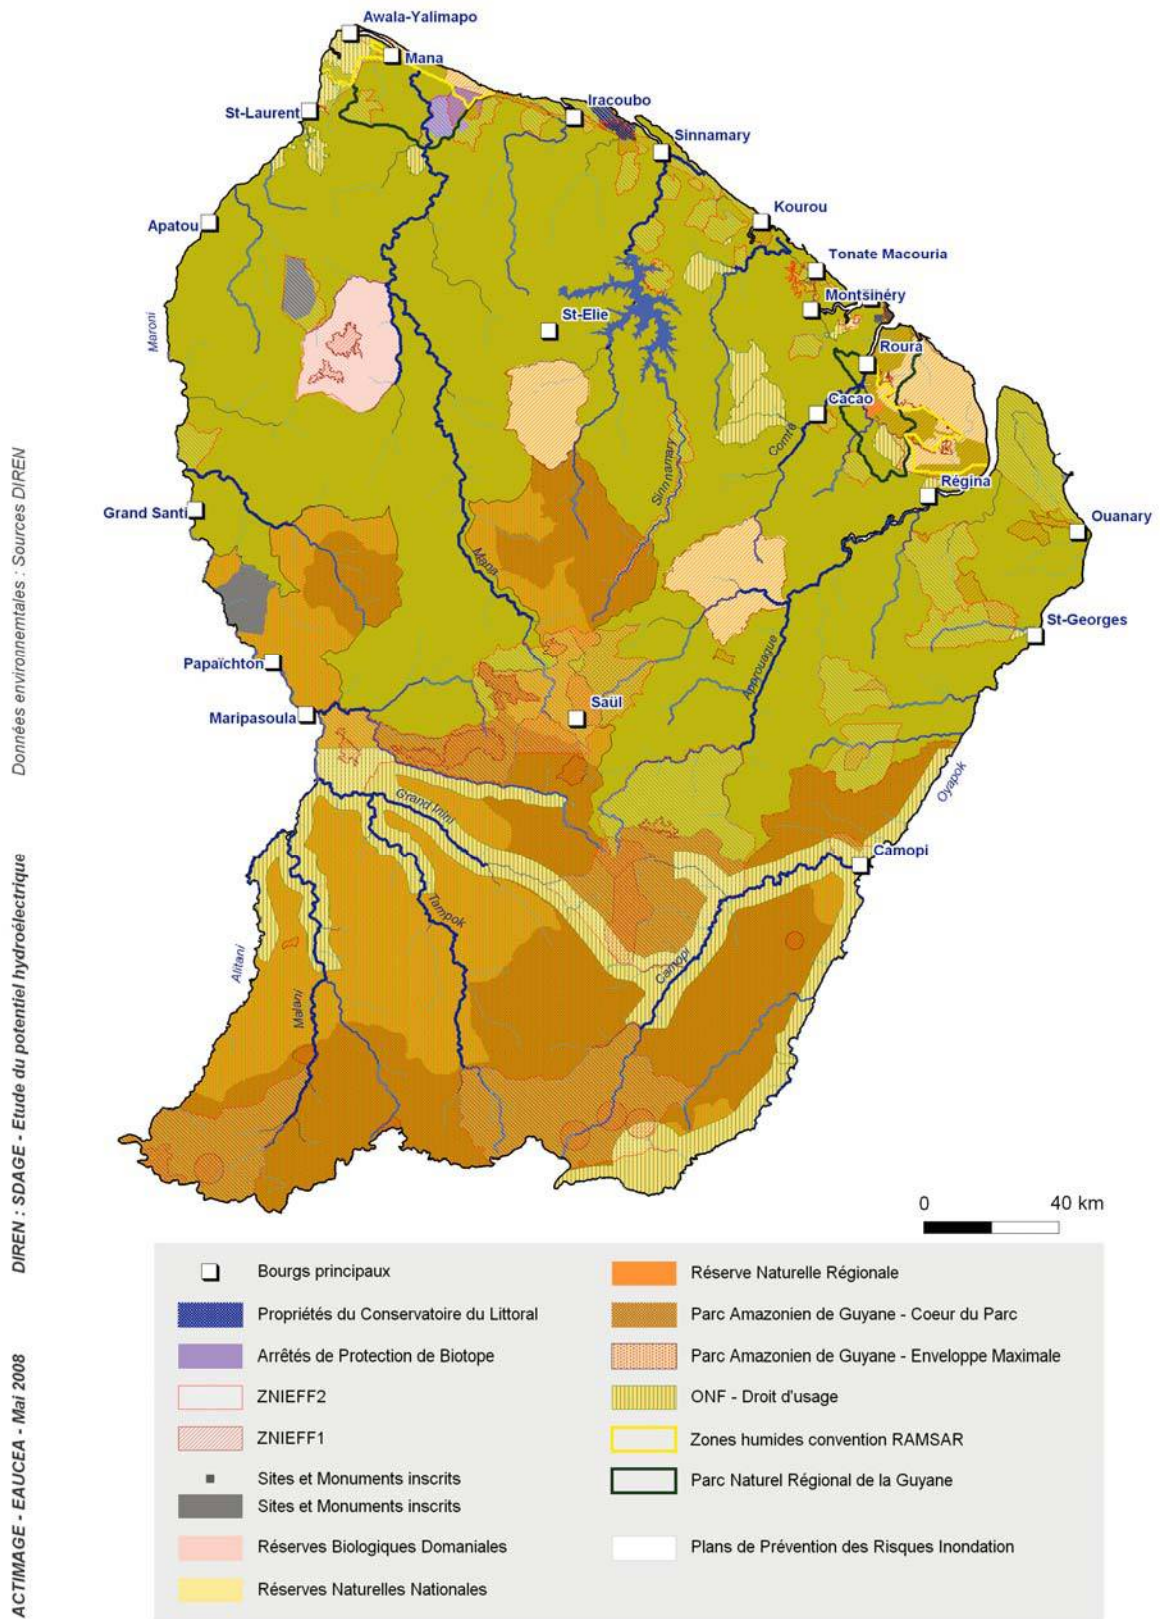 Awala-Yalimapo
Mana
St-Laurent
Iracoubo
Sinnamary
Apatou
Kourou
Tonate Macouria
Montsinéry
St-Elie
Maroni
Roura
Cacao
Comté
Sinnamary
Régina
Grand Santi
Ouanary
Mana
St-Georges
Papaïchton
Approuague
Saül
Maripasoula
Oyapok
Grand Inini
Camopi
Tampok
Alitani
Camopi
Malani
0 40 km
Bourgs principaux
Propriétés du Conservatoire du Littoral
Arrêtés de Protection de Biotope
ZNIEFF2
ZNIEFF1
Sites et Monuments inscrits
Sites et Monuments inscrits
Réserves Biologiques Domaniales
Réserves Naturelles Nationales
Réserve Naturelle Régionale
Parc Amazonien de Guyane - Coeur du Parc
Parc Amazonien de Guyane - Enveloppe Maximale
ONF - Droit d'usage
Zones humides convention RAMSAR
Parc Naturel Régional de la Guyane
Plans de Prévention des Risques Inondation
ACTIMAGE - EAUCEA - Mai 2008 DIREN : SDAGE - Etude du potentiel hydroélectrique Données environnemtales : Sources DIREN